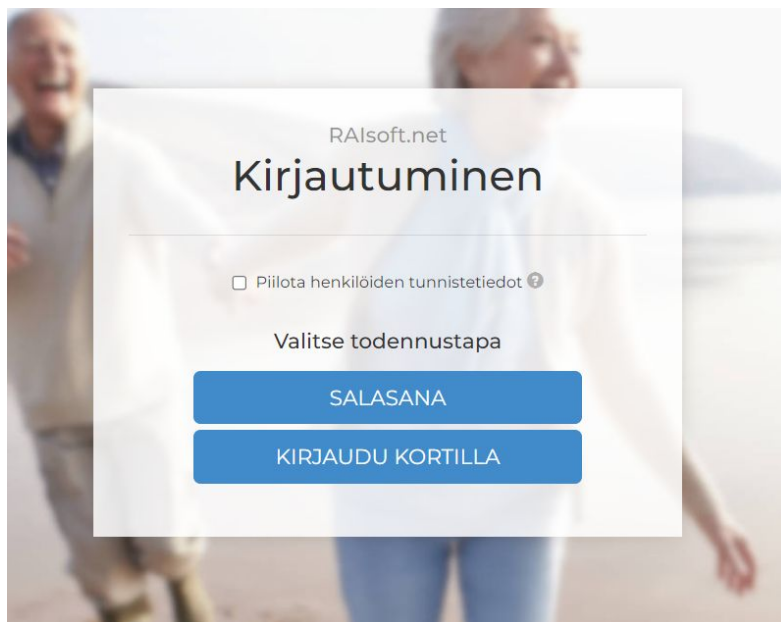 RAIsoft.net
Kirjautuminen
Piilota henkilöiden tunnistetiedot ?
Valitse todennustapa
SALASANA
KIRJAUDU KORTILLA